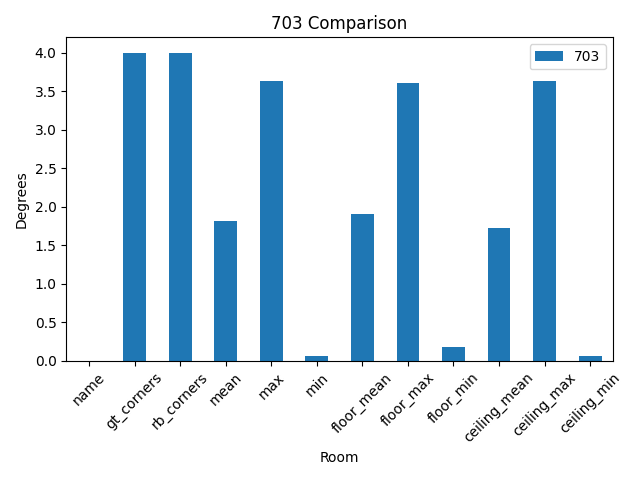 703 Comparison
703
Degrees
4.0
3.5
3.0
2.5
2.0
1.5
1.0
0.5
0.0
name
gt_corners
rb_corners
mean
max
min
floor_mean
floor_max
floor_min
ceiling_mean
ceiling_max
ceiling_min
Room